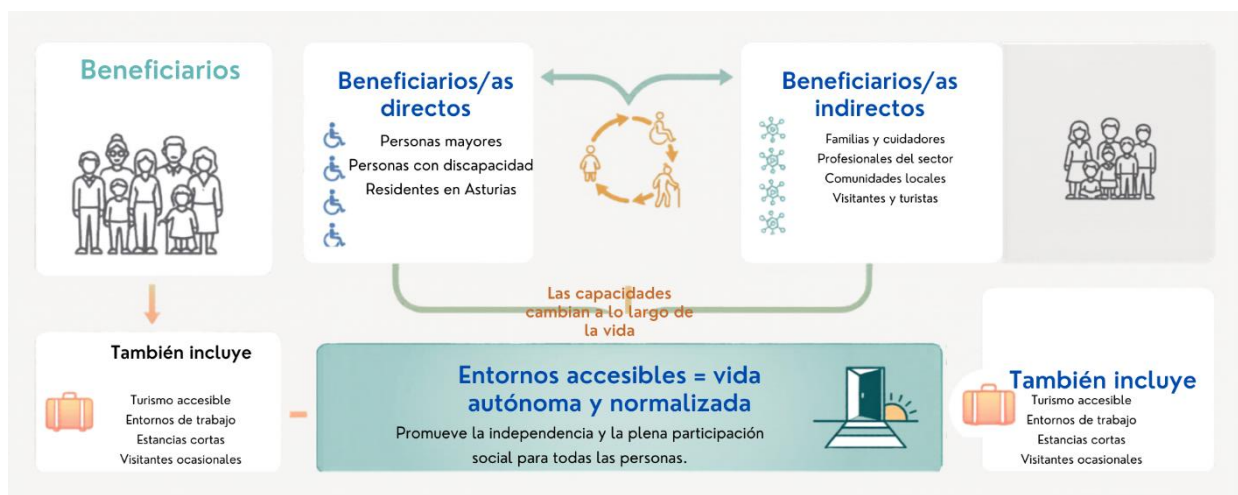 Beneficiarios
Beneficiarios/as
directos
Personas mayores
Personas con discapacidad
Residentes en Asturias
Beneficiarios/as
indirectos
Familias y cuidadores
Profesionales del sector
Comunidades locales
Visitantes y turistas
Las capacidades
cambian a lo largo de
la vida
También incluye
Turismo accesible
Entornos de trabajo
Estancias cortas
Visitantes ocasionales
Entornos accesibles = vida
autónoma y normalizada
Promueve la independencia y la plena participación
social para todas las personas.
También incluye
Turismo accesible
Entornos de trabajo
Estancias cortas
Visitantes ocasionales